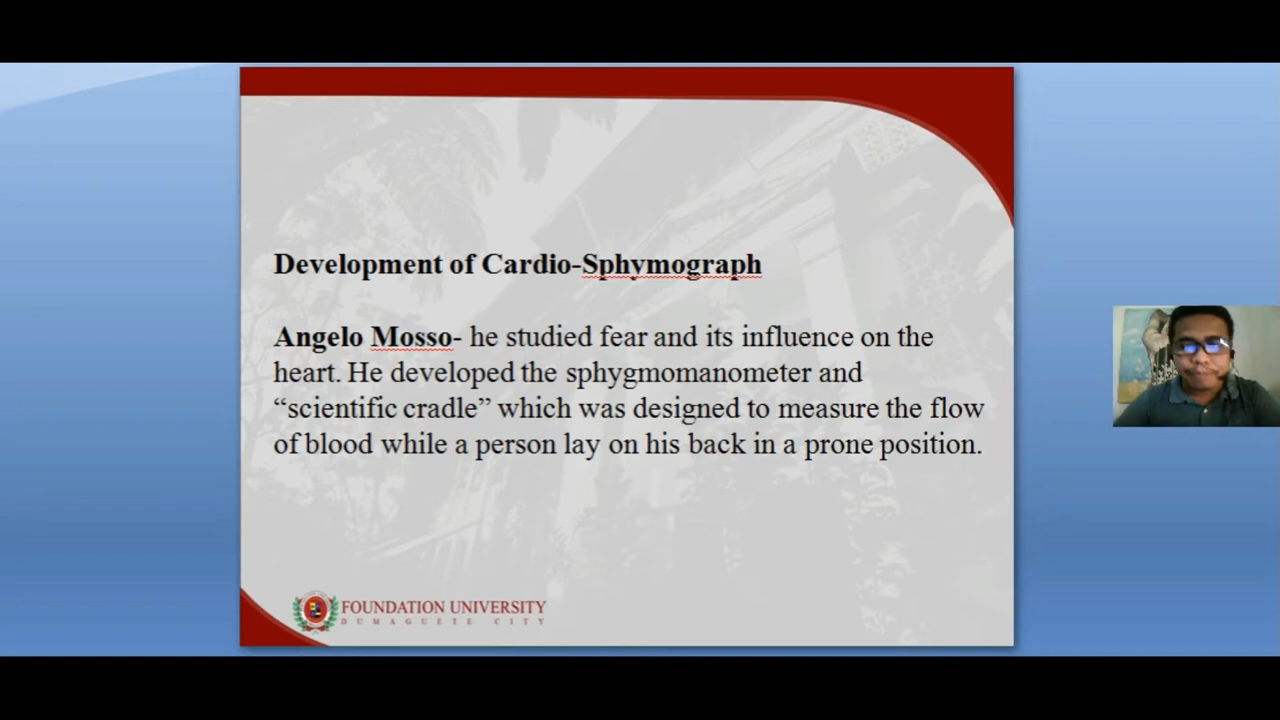 Development of Cardio-Sphymograph
Angelo Mosso- he studied fear and its influence on the
heart. He developed the sphygmomanometer and
“scientific cradle” which was designed to measure the flow
of blood while a person lay on his back in a prone position.
FOUNDATION UNIVERSITY
DUMAGUETE CITY